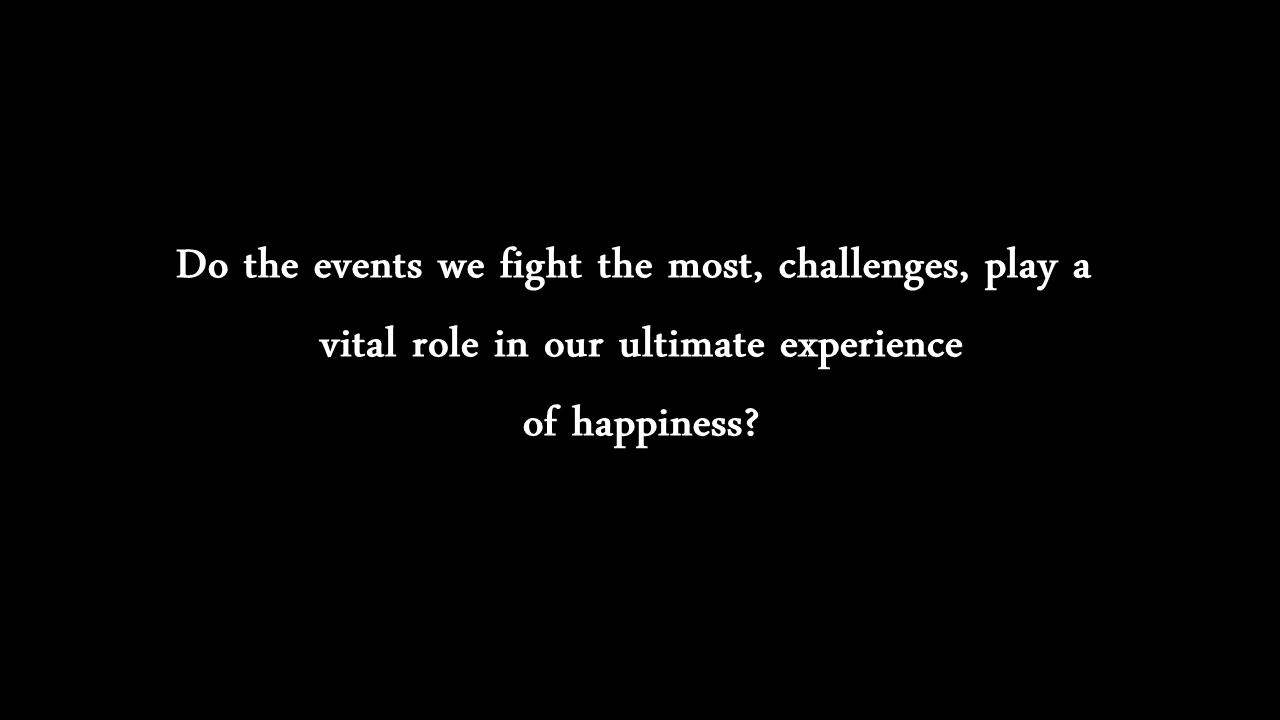 Do the events we fight the most, challenges, play a
vital role in our ultimate experience
of happiness?